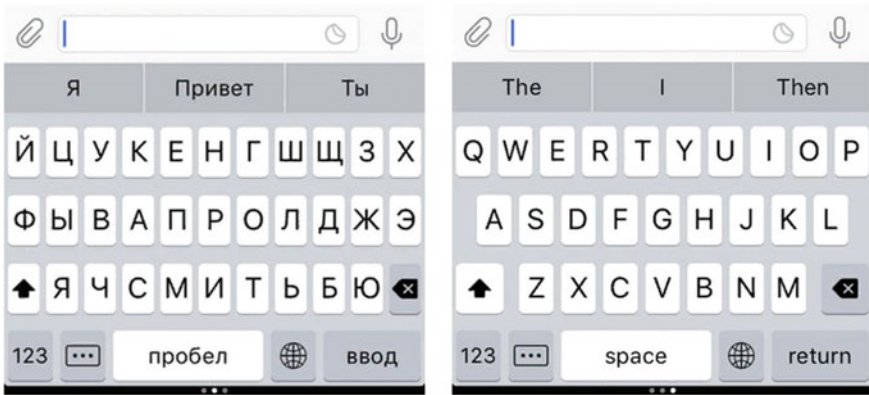 Я Привет Ты
Й Ц У К Е Н Г Ш Щ З Х
Ф Ы В А П Р О Л Д Ж Э
Я Ч С М И Т Ь Б Ю
123 пробел ввод
The I Then
Q W E R T Y U I O P
A S D F G H J K L
Z X C V B N M
123 space return